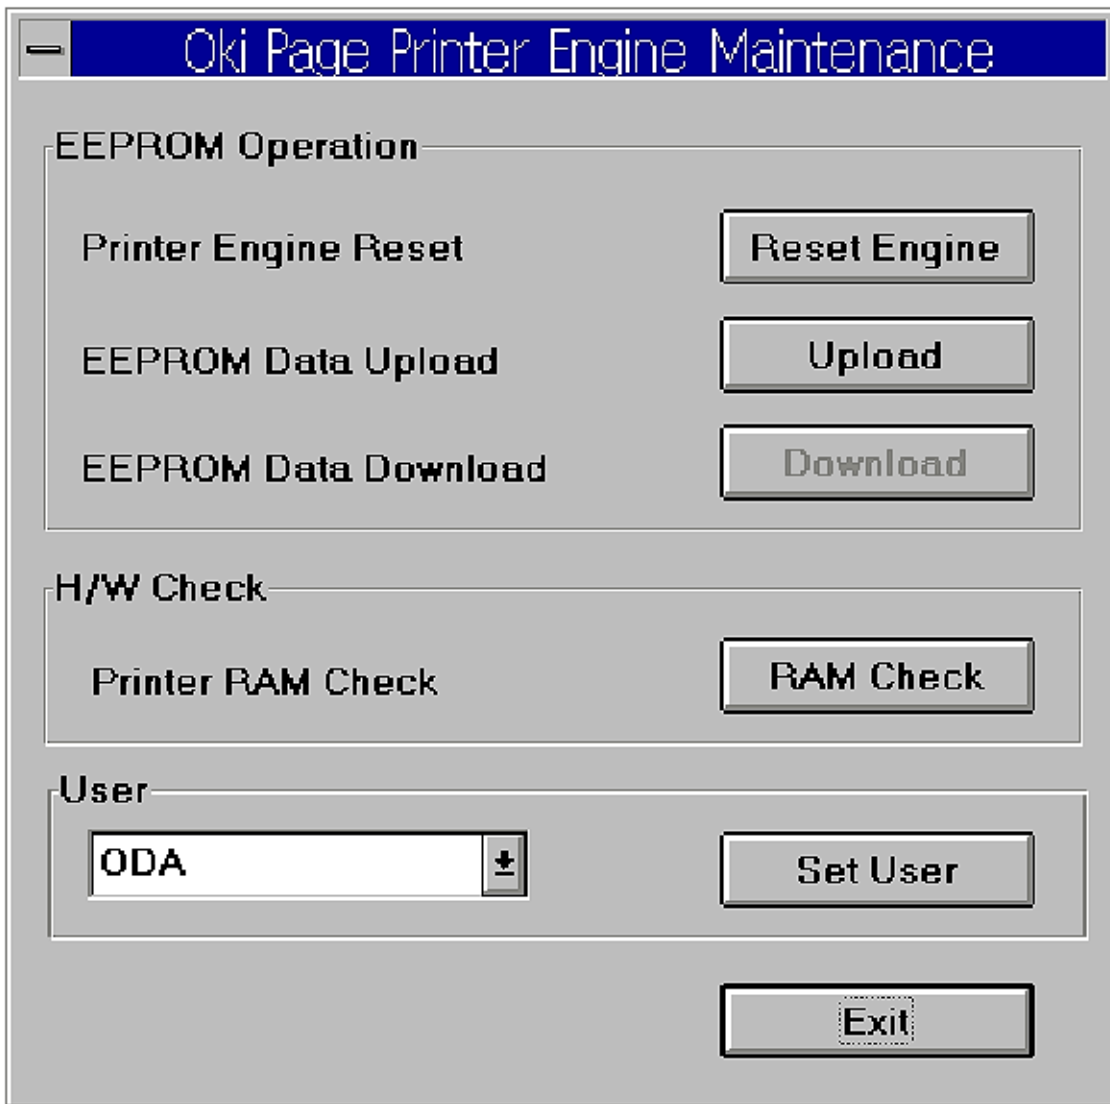 Oki Page Printer Engine Maintenance
EEPROM Operation
Printer Engine Reset
Reset Engine
EEPROM Data Upload
Upload
EEPROM Data Download
Download
H/W Check
Printer RAM Check
RAM Check
User
ODA
Set User
Exit